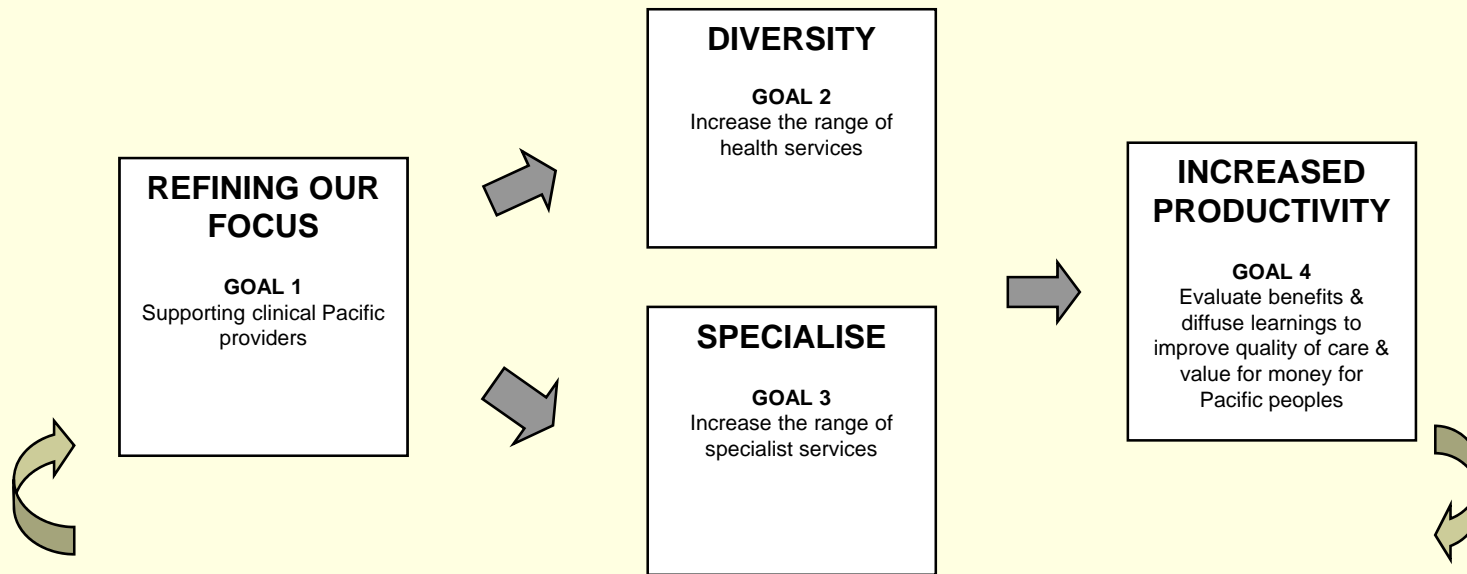 REFINING OUR
FOCUS
GOAL 1
Supporting clinical Pacific
providers
DIVERSITY
GOAL 2
Increase the range of
health services
SPECIALISE
GOAL 3
Increase the range of
specialist services
INCREASED
PRODUCTIVITY
GOAL 4
Evaluate benefits &
diffuse learnings to
improve quality of care &
value for money for
Pacific peoples